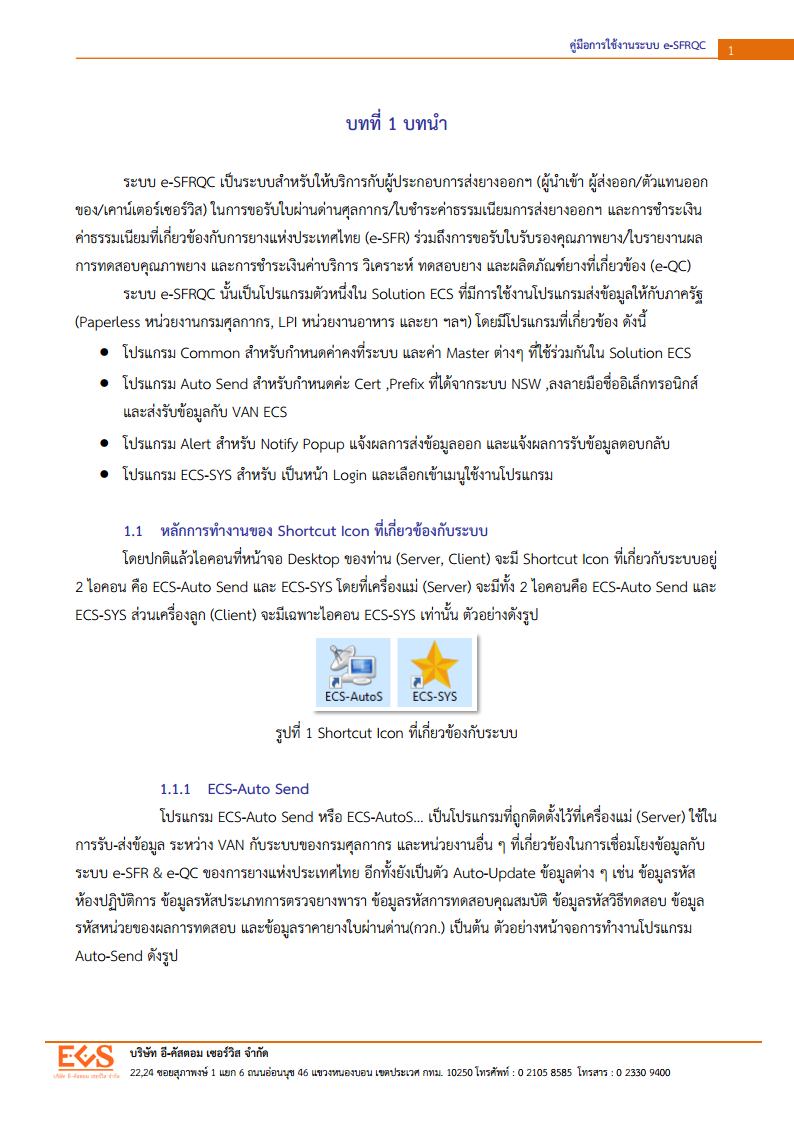 คู่มือการใช้งานระบบ e-SFRQC
1
บทที่ 1 บทนำ
ระบบ e-SFRQC เป็นระบบสำหรับให้บริการกับผู้ประกอบการส่งยางออกฯ (ผู้นำเข้า ผู้ส่งออก/ตัวแทนออก
ของ/เคาน์เตอร์เซอร์วิส) ในการขอรับใบผ่านด่านศุลกากร/ใบชำระค่าธรรมเนียมการส่งยางออกฯ และการชำระเงิน
ค่าธรรมเนียมที่เกี่ยวข้องกับการยางแห่งประเทศไทย (e-SFR) ร่วมถึงการขอรับใบรับรองคุณภาพยาง/ใบรายงานผล
การทดสอบคุณภาพยาง และการชำระเงินค่าบริการ วิเคราะห์ ทดสอบยาง และผลิตภัณฑ์ยางที่เกี่ยวข้อง (e-QC)
ระบบ e-SFRQC นั้นเป็นโปรแกรมตัวหนึ่งใน Solution ECS ที่มีการใช้งานโปรแกรมส่งข้อมูลให้กับภาครัฐ
(Paperless หน่วยงานกรมศุลกากร, LPI หน่วยงานอาหาร และยา ฯลฯ) โดยมีโปรแกรมที่เกี่ยวข้อง ดังนี้
● โปรแกรม Common สำหรับกำหนดค่าคงที่ระบบ และค่า Master ต่างๆ ที่ใช้ร่วมกันใน Solution ECS
● โปรแกรม Auto Send สำหรับกำหนดค่ะ Cert ,Prefix ที่ได้จากระบบ NSW ,ลงลายมือชื่ออิเล็กทรอนิกส์
และส่งรับข้อมูลกับ VAN ECS
● โปรแกรม Alert สำหรับ Notify Popup แจ้งผลการส่งข้อมูลออก และแจ้งผลการรับข้อมูลตอบกลับ
● โปรแกรม ECS-SYS สำหรับ เป็นหน้า Login และเลือกเข้าเมนูใช้งานโปรแกรม
1.1 หลักการทำงานของ Shortcut Icon ที่เกี่ยวข้องกับระบบ
โดยปกติแล้วไอคอนที่หน้าจอ Desktop ของท่าน (Server, Client) จะมี Shortcut Icon ที่เกี่ยวกับระบบอยู่
2 ไอคอน คือ ECS-Auto Send และ ECS-SYS โดยที่เครื่องแม่ (Server) จะมีทั้ง 2 ไอคอนคือ ECS-Auto Send และ
ECS-SYS ส่วนเครื่องลูก (Client) จะมีเฉพาะไอคอน ECS-SYS เท่านั้น ตัวอย่างดังรูป
ECS-AutoS ECS-SYS
รูปที่ 1 Shortcut Icon ที่เกี่ยวข้องกับระบบ
1.1.1 ECS-Auto Send
โปรแกรม ECS-Auto Send หรือ ECS-AutoS... เป็นโปรแกรมที่ถูกติดตั้งไว้ที่เครื่องแม่ (Server) ใช้ใน
การรับ-ส่งข้อมูล ระหว่าง VAN กับระบบของกรมศุลกากร และหน่วยงานอื่น ๆ ที่เกี่ยวข้องในการเชื่อมโยงข้อมูลกับ
ระบบ e-SFR & e-QC ของการยางแห่งประเทศไทย อีกทั้งยังเป็นตัว Auto-Update ข้อมูลต่าง ๆ เช่น ข้อมูลรหัส
ห้องปฏิบัติการ ข้อมูลรหัสประเภทการตรวจยางพารา ข้อมูลรหัสการทดสอบคุณสมบัติ ข้อมูลรหัสวิธีทดสอบ ข้อมูล
รหัสหน่วยของผลการทดสอบ และข้อมูลราคายางใบผ่านด่าน(กวก.) เป็นต้น ตัวอย่างหน้าจอการทำงานโปรแกรม
Auto-Send ดังรูป
ECS
บริษัท อี-คัสตอม เซอร์วิส จำกัด
บริษัท อี-คัสตอม เซอร์วิส จำกัด
22,24 ซอยสุภาพงษ์ 1 แยก 6 ถนนอ่อนนุช 46 แขวงหนองบอน เขตประเวศ กทม. 10250 โทรศัพท์ : 0 2105 8585 โทรสาร : 0 2330 9400